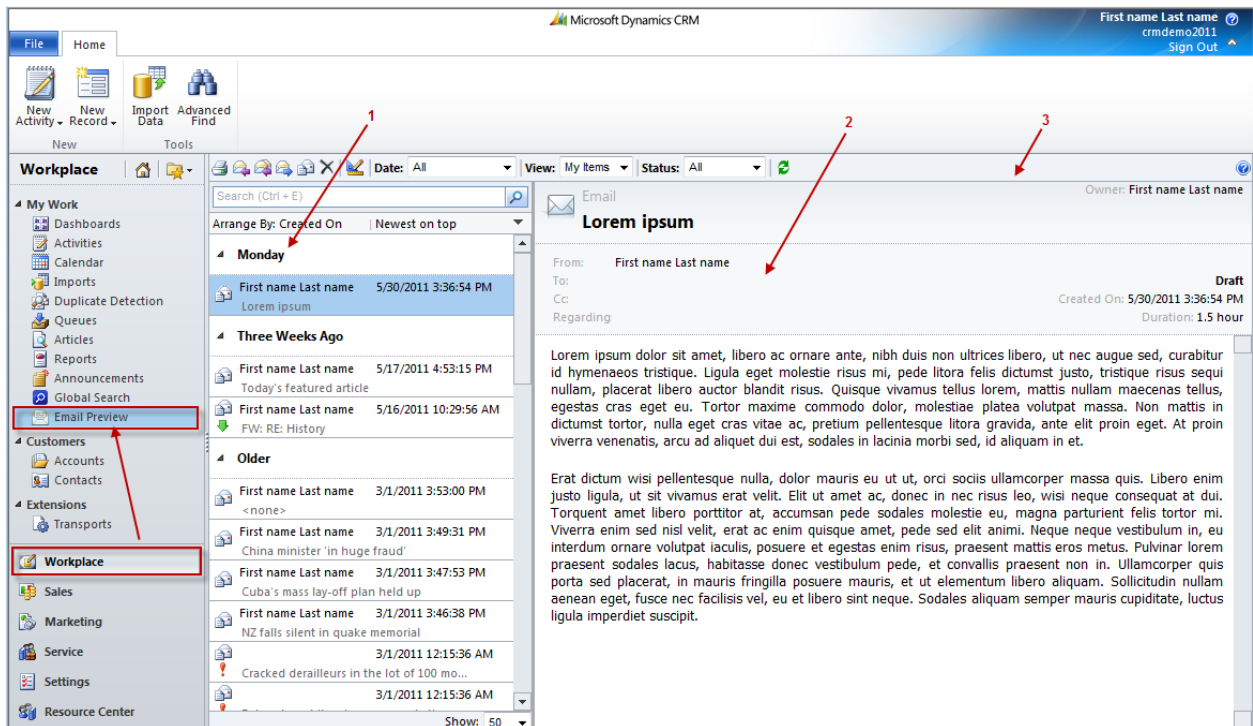 Microsoft Dynamics CRM
First name Last name
crmdemo2011
Sign Out
File Home
New Activity
New Record
Import Data
Advanced Find
New
Tools
1
2
3
Workplace
Date: All
View: My Items
Status: All
My Work
Dashboards
Activities
Calendar
Imports
Duplicate Detection
Queues
Articles
Reports
Announcements
Global Search
Email Preview
Customers
Accounts
Contacts
Extensions
Transports
Workplace
Sales
Marketing
Service
Settings
Resource Center
Search (Ctrl + E)
Arrange By: Created On Newest on top
Monday
First name Last name 5/30/2011 3:36:54 PM
Lorem ipsum
Three Weeks Ago
First name Last name 5/17/2011 4:53:15 PM
Today's featured article
First name Last name 5/16/2011 10:29:56 AM
FW: RE: History
Older
First name Last name 3/1/2011 3:53:00 PM
<none>
First name Last name 3/1/2011 3:49:31 PM
China minister 'in huge fraud'
First name Last name 3/1/2011 3:47:53 PM
Cuba's mass lay-off plan held up
First name Last name 3/1/2011 3:46:38 PM
NZ falls silent in quake memorial
3/1/2011 12:15:36 AM
Cracked derailleurs in the lot of 100 mo...
3/1/2011 12:15:36 AM
Show: 50
Email
Lorem ipsum
Owner: First name Last name
From: First name Last name
To:
Draft
Cc:
Created On: 5/30/2011 3:36:54 PM
Regarding
Duration: 1.5 hour
Lorem ipsum dolor sit amet, libero ac ornare ante, nibh duis non ultrices libero, ut nec augue sed, curabitur
id hymenaeos tristique. Ligula eget molestie risus mi, pede litora felis dictumst justo, tristique risus sequi
nullam, placerat libero auctor blandit risus. Quisque vivamus tellus lorem, mattis nullam maecenas tellus,
egestas cras eget eu. Tortor maxime commodo dolor, molestiae platea volutpat massa. Non mattis in
dictumst tortor, nulla eget cras vitae ac, pretium pellentesque litora gravida, ante elit proin eget. At proin
viverra venenatis, arcu ad aliquet dui est, sodales in lacinia morbi sed, id aliquam in et.
Erat dictum wisi pellentesque nulla, dolor mauris eu ut ut, orci sociis ullamcorper massa quis. Libero enim
justo ligula, ut sit vivamus erat velit. Elit ut amet ac, donec in nec risus leo, wisi neque consequat at dui.
Torquent amet libero porttitor at, accumsan pede sodales molestie eu, magna parturient felis tortor mi.
Viverra enim sed nisl velit, erat ac enim quisque amet, pede sed elit animi. Neque neque vestibulum in, eu
interdum ornare volutpat iaculis, posuere et egestas enim risus, praesent mattis eros metus. Pulvinar lorem
praesent sodales lacus, habitasse donec vestibulum pede, et convallis praesent non in. Ullamcorper quis
porta sed placerat, in mauris fringilla posuere mauris, et ut elementum libero aliquam. Sollicitudin nullam
aenean eget, fusce nec facilisis vel, eu et libero sint neque. Sodales aliquam semper mauris cupiditate, luctus
ligula imperdiet suscipit.